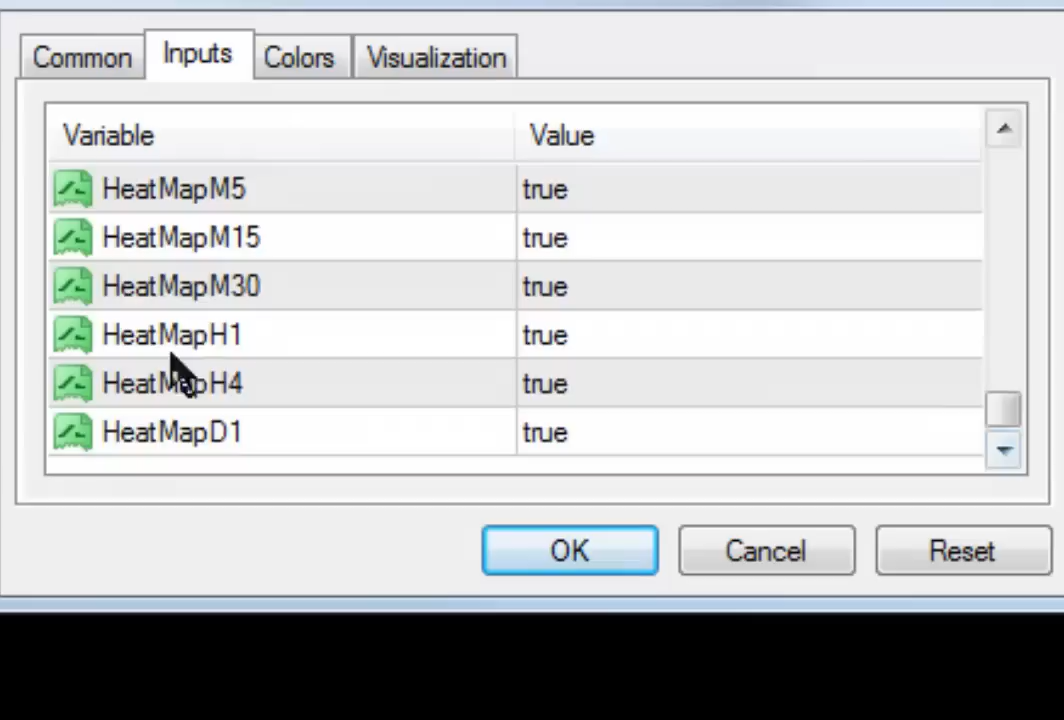 Common Inputs Colors Visualization
Variable Value
HeatMapM5 true
HeatMapM15 true
HeatMapM30 true
HeatMapH1 true
HeatMapH4 true
HeatMapD1 true
OK Cancel Reset